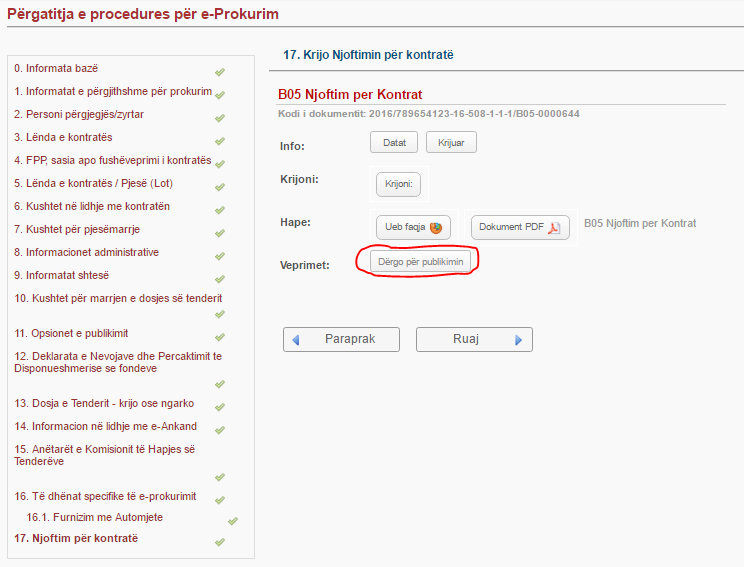 Përgatitja e procedures për e-Prokurim
0. Informata bazë
1. Informatat e përgjithshme për prokurim
2. Personi përgjegjës/zyrtar
3. Lënda e kontratës
4. FPP, sasia apo fushëveprimi i kontratës
5. Lënda e kontratës / Pjesë (Lot)
6. Kushtet në lidhje me kontratën
7. Kushtet për pjesëmarrje
8. Informacionet administrative
9. Informatat shtesë
10. Kushtet për marrjen e dosjes së tenderit
11. Opsionet e publikimit
12. Deklarata e Nevojave dhe Percaktimit te
Disponueshmerise se fondeve
13. Dosja e Tenderit - krijo ose ngarko
14. Informacion në lidhje me e-Ankand
15. Anëtarët e Komisionit të Hapjes së
Tenderëve
16. Të dhënat specifike të e-prokurimit
16.1. Furnizim me Automjete
17. Njoftim për kontratë
17. Krijo Njoftimin për kontratë
B05 Njoftim per Kontrat
Kodi i dokumentit: 2016/789654123-16-508-1-1-1/B05-0000644
Info: Datat Krijuar
Krijoni: Krijoni:
Hape: Ueb faqja Dokument PDF B05 Njoftim per Kontrat
Veprimet: Dërgo për publikimin
Paraprak Ruaj